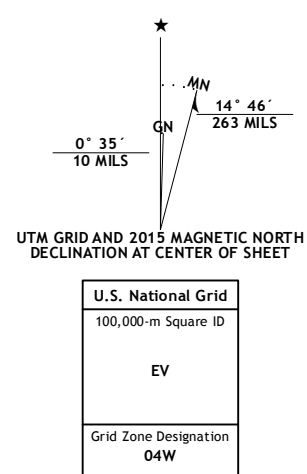 ★
MN
GN
14° 46´
263 MILS
0° 35´
10 MILS
UTM GRID AND 2015 MAGNETIC NORTH
DECLINATION AT CENTER OF SHEET
U.S. National Grid
100,000-m Square ID
EV
Grid Zone Designation
04W